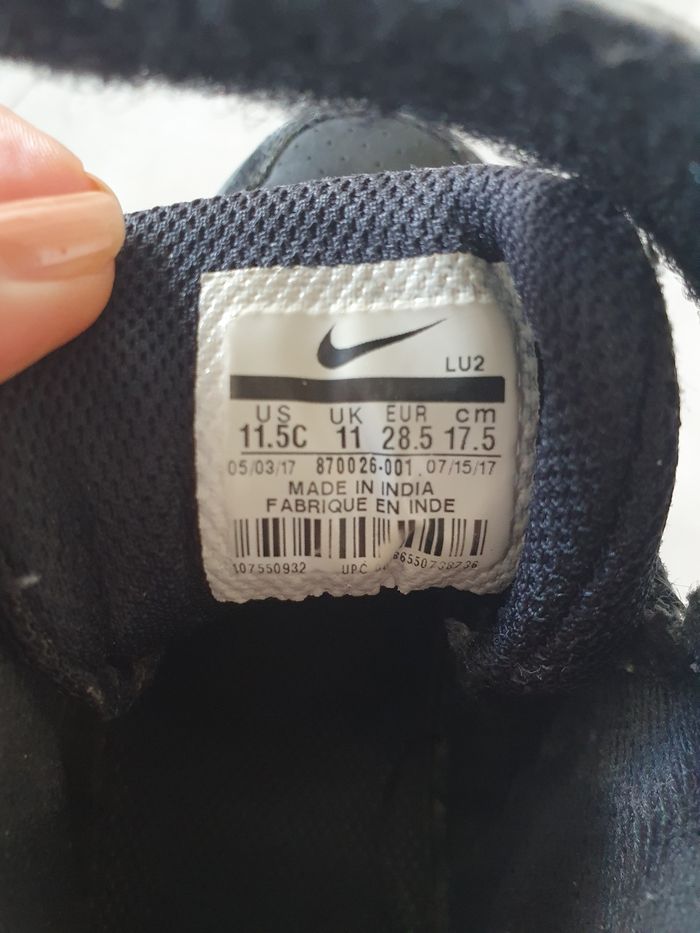 LU2
US UK EUR cm
11.5C 11 28.5 17.5
05/03/17 870026-001 07/15/17
MADE IN INDIA
FABRIQUE EN INDE
107550932 UPC